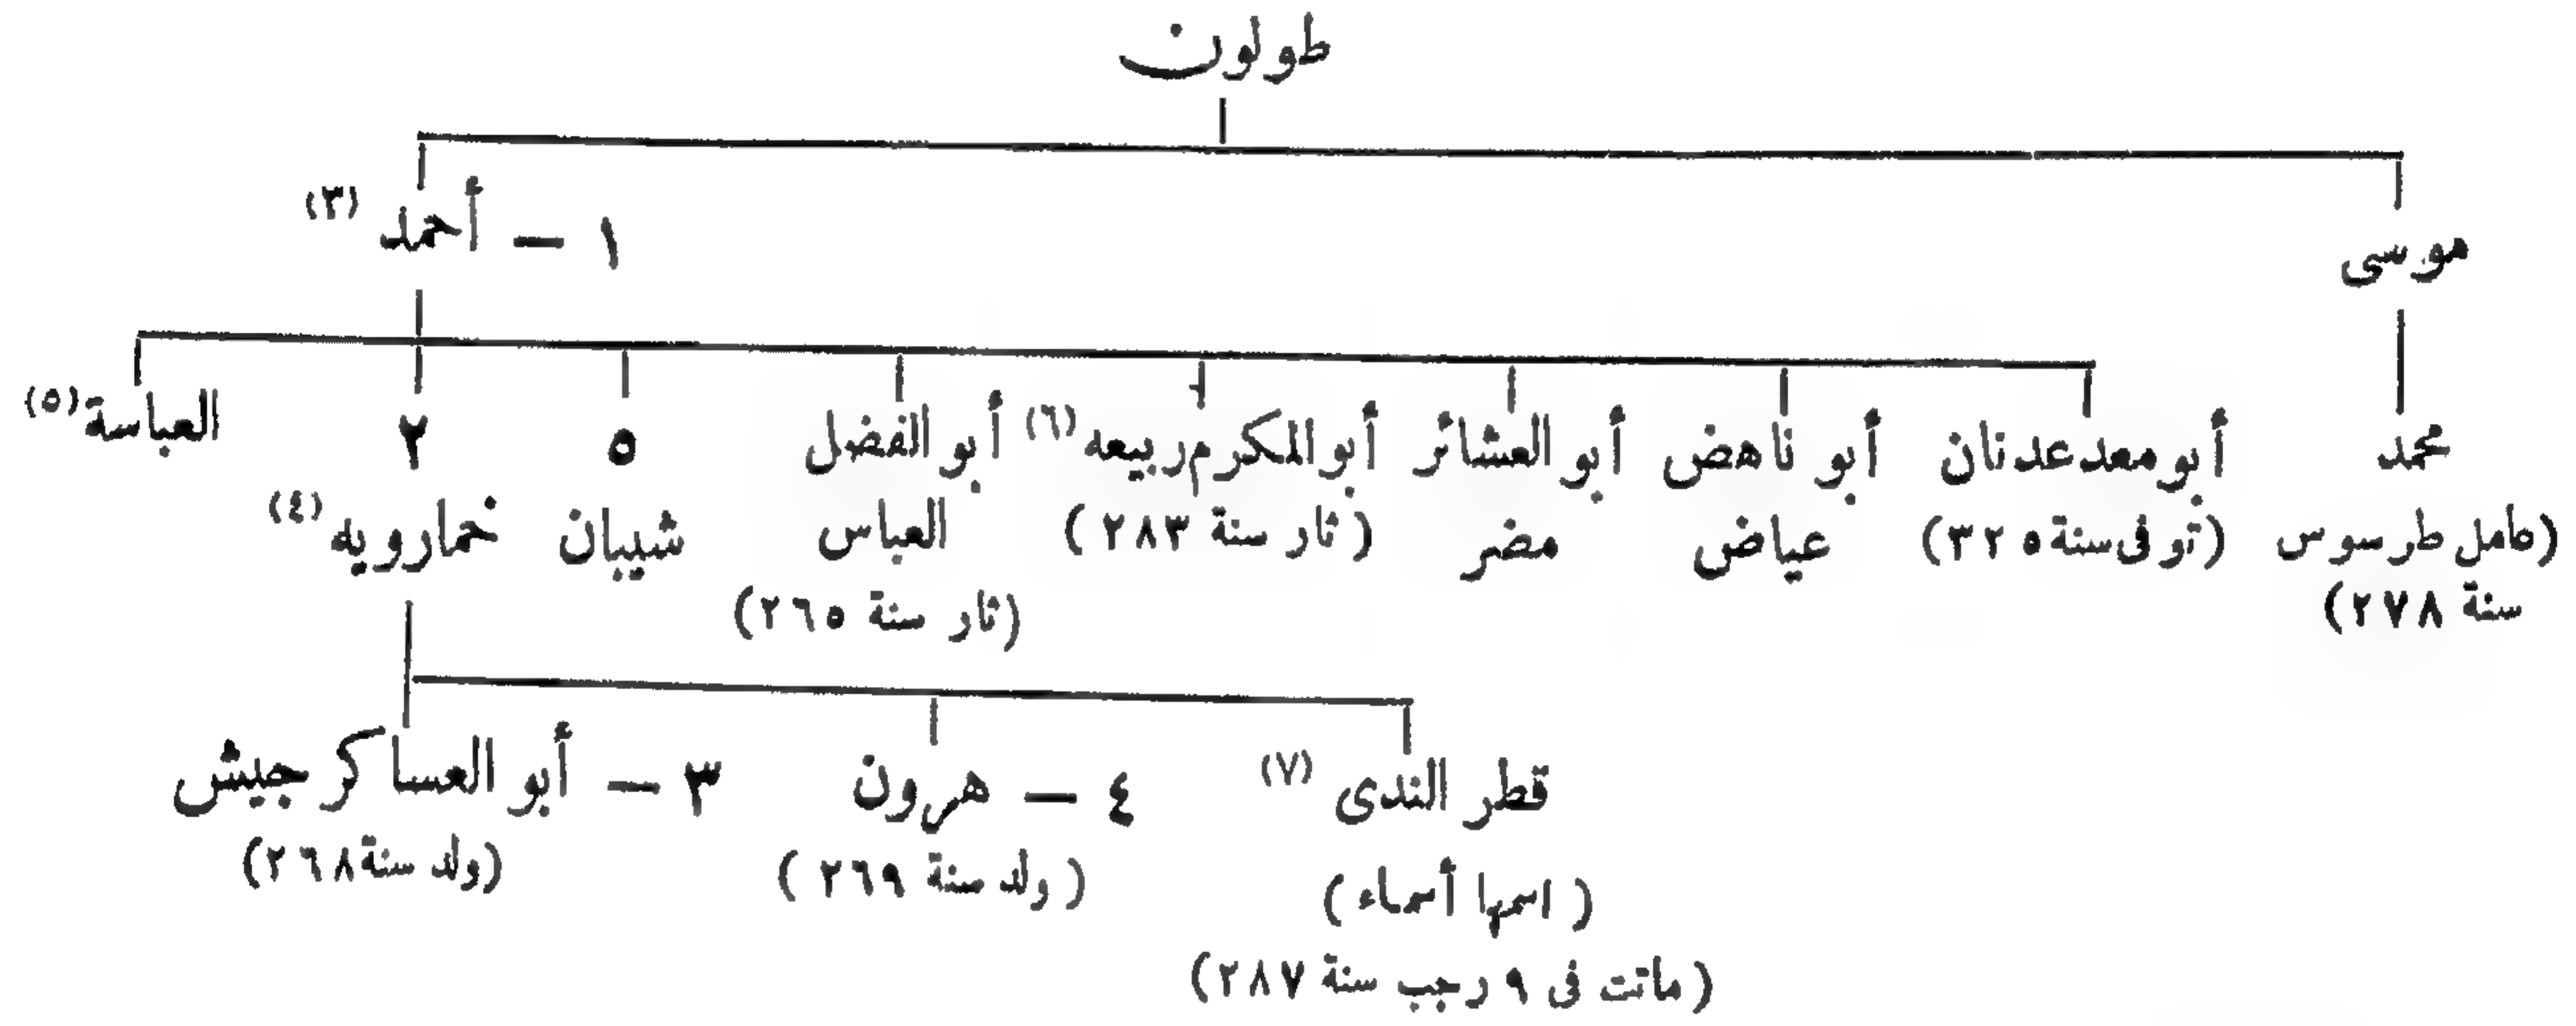 طولون
١ – أحمد (٣)
موسى
أبو معد عدنان
(توفى سنة ٣٢٥)
أبو ناهض
عياض
أبو العشائر
مضر
أبو المكرم ربيعه (٦)
(ثار سنة ٢٨٣)
أبو الفضل
العباس
(ثار سنة ٢٦٥)
٥
شيبان
٢
خمارويه (٤)
العباسة (٥)
محمد
(عامل طرسوس
سنة ٢٧٨)
قطر الندى (٧)
(اسمها أسماء)
(ماتت فى ٩ رجب سنة ٢٨٧)
٤ – هرون
(ولد سنة ٢٦٩)
٣ – أبو العساكر جيش
(ولد سنة ٢٦٨)